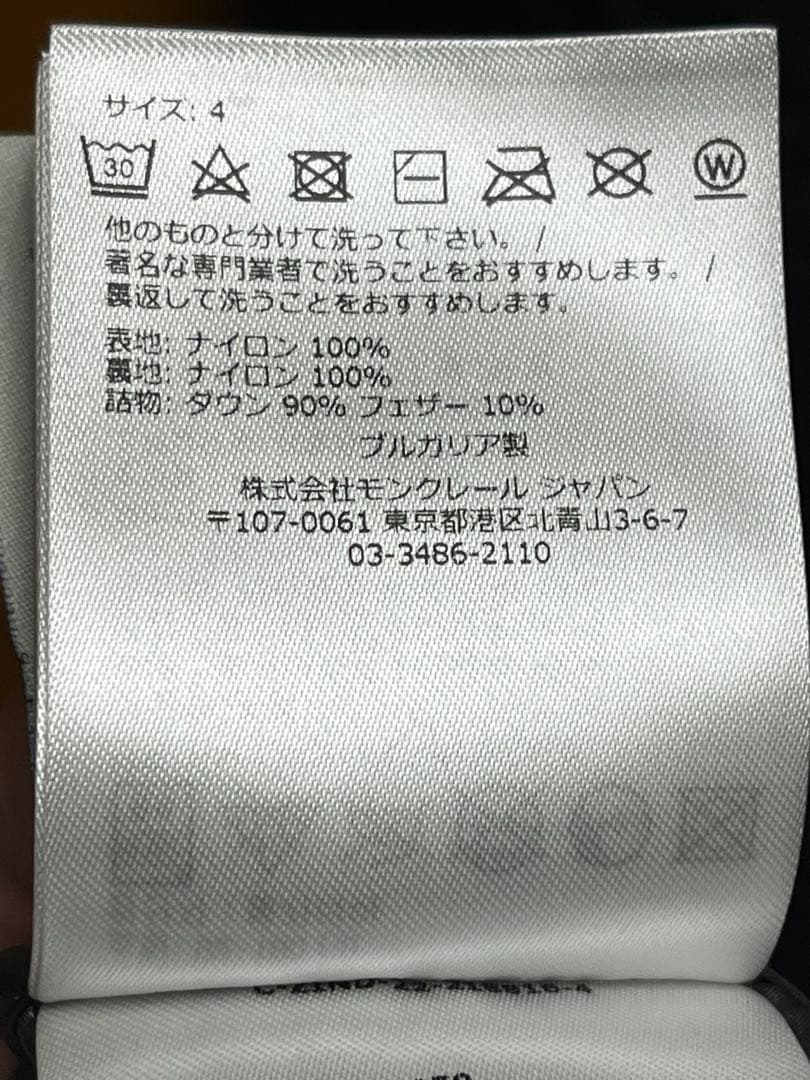 サイズ: 4
30
W
他のものと分けて洗って下さい。 /
著名な専門業者で洗うことをおすすめします。 /
裏返して洗うことをおすすめします。
表地: ナイロン 100%
裏地: ナイロン 100%
詰物: ダウン 90% フェザー 10%
ブルガリア製
株式会社モンクレール ジャパン
〒107-0061 東京都港区北青山3-6-7
03-3486-2110